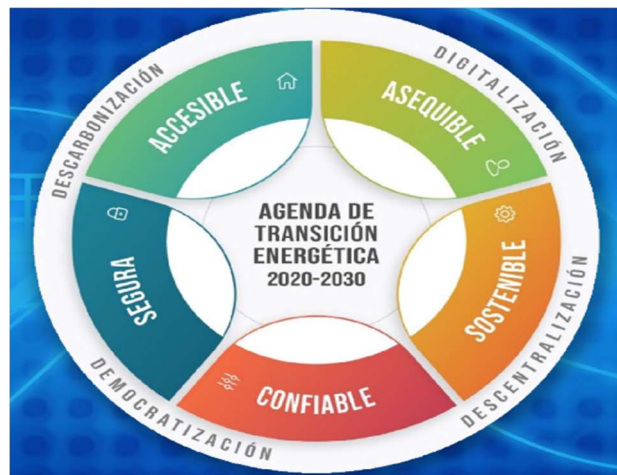 DESCARBONIZACIÓN
DIGITALIZACIÓN
ACCESIBLE
ASEQUIBLE
AGENDA DE
TRANSICIÓN
ENERGÉTICA
2020-2030
SEGURA
SOSTENIBLE
CONFIABLE
DEMOCRATIZACIÓN
DESCENTRALIZACIÓN